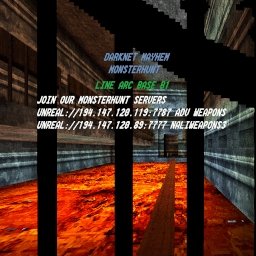 DARKNET MAYHEM
MONSTERHUNT
LINE ARC BASE 01
JOIN OUR MONSTERHUNT SERVERS
UNREAL://194.147.120.119:7787 ADV WEAPONS
UNREAL://194.147.120.89:7777 NALIWEAPONS3